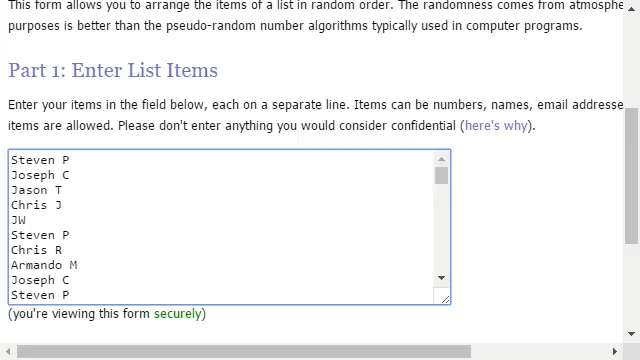 This form allows you to arrange the items of a list in random order. The randomness comes from atmosphe
purposes is better than the pseudo-random number algorithms typically used in computer programs.
Part 1: Enter List Items
Enter your items in the field below, each on a separate line. Items can be numbers, names, email addresse
items are allowed. Please don't enter anything you would consider confidential (here's why).
Steven P
Joseph C
Jason T
Chris J
JW
Steven P
Chris R
Armando M
Joseph C
Steven P
(you're viewing this form securely)